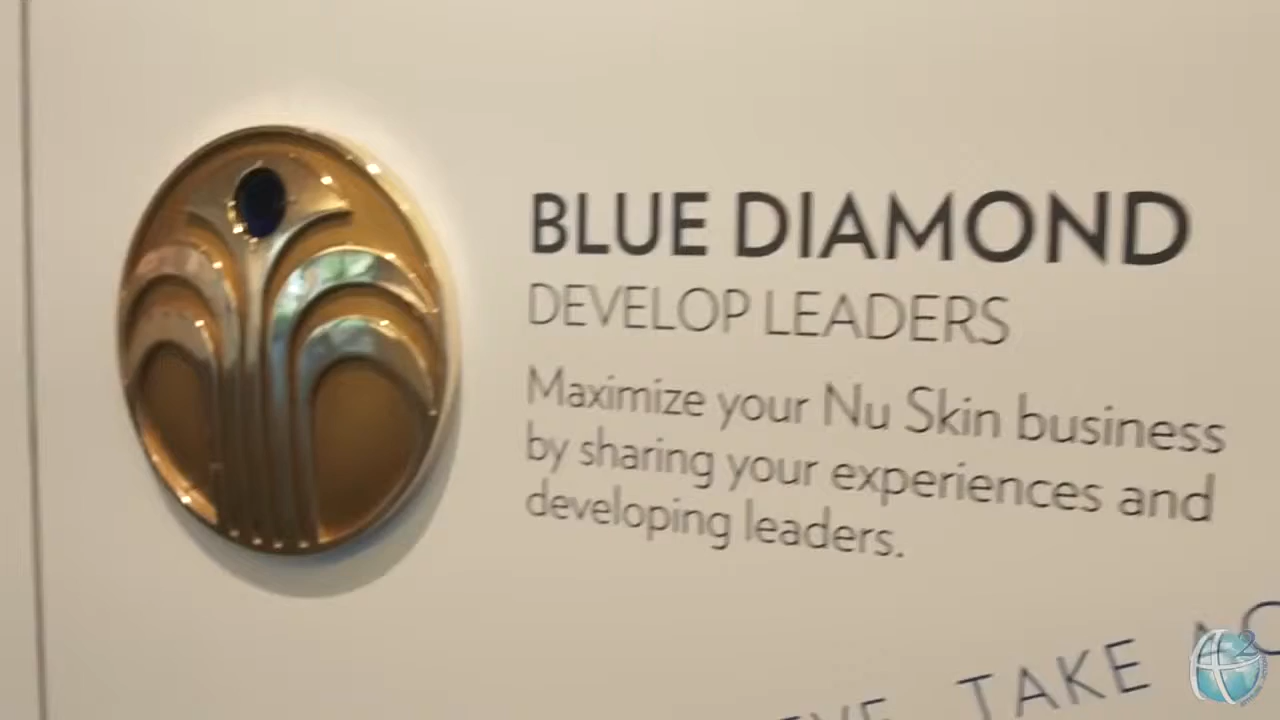 BLUE DIAMOND
DEVELOP LEADERS
Maximize your Nu Skin business
by sharing your experiences and
developing leaders.
TAKE